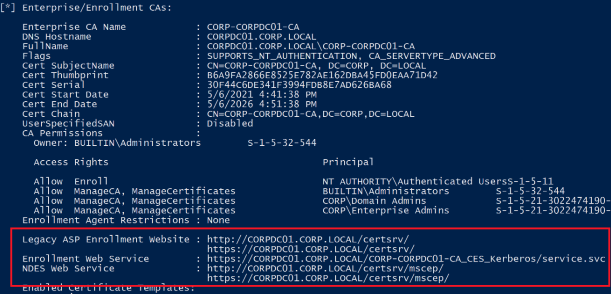 [*] Enterprise/Enrollment CAs:
Enterprise CA Name : CORP-CORPDC01-CA
DNS Hostname : CORPDC01.CORP.LOCAL
FullName : CORPDC01.CORP.LOCAL\CORP-CORPDC01-CA
Flags : SUPPORTS_NT_AUTHENTICATION, CA_SERVERTYPE_ADVANCED
Cert SubjectName : CN=CORP-CORPDC01-CA, DC=CORP, DC=LOCAL
Cert Thumbprint : B6A9FA2866E8525E782AE162DBA45FD0EAA71D42
Cert Serial : 30F44C6DE341F3994FDB8E7AD626BA68
Cert Start Date : 5/6/2021 4:41:38 PM
Cert End Date : 5/6/2026 4:51:38 PM
Cert Chain : CN=CORP-CORPDC01-CA,DC=CORP,DC=LOCAL
UserSpecifiedSAN : Disabled
CA Permissions :
Owner: BUILTIN\Administrators S-1-5-32-544
Access Rights Principal
Allow Enroll NT AUTHORITY\Authenticated UsersS-1-5-11
Allow ManageCA, ManageCertificates BUILTIN\Administrators S-1-5-32-544
Allow ManageCA, ManageCertificates CORP\Domain Admins S-1-5-21-3022474190-
Allow ManageCA, ManageCertificates CORP\Enterprise Admins S-1-5-21-3022474190-
Enrollment Agent Restrictions : None
Legacy ASP Enrollment Website : http://CORPDC01.CORP.LOCAL/certsrv/
https://CORPDC01.CORP.LOCAL/certsrv/
Enrollment Web Service : https://CORPDC01.CORP.LOCAL/CORP-CORPDC01-CA_CES_Kerberos/service.svc
NDES Web Service : http://CORPDC01.CORP.LOCAL/certsrv/mscep/
https://CORPDC01.CORP.LOCAL/certsrv/mscep/
Enabled Certificate Templates: